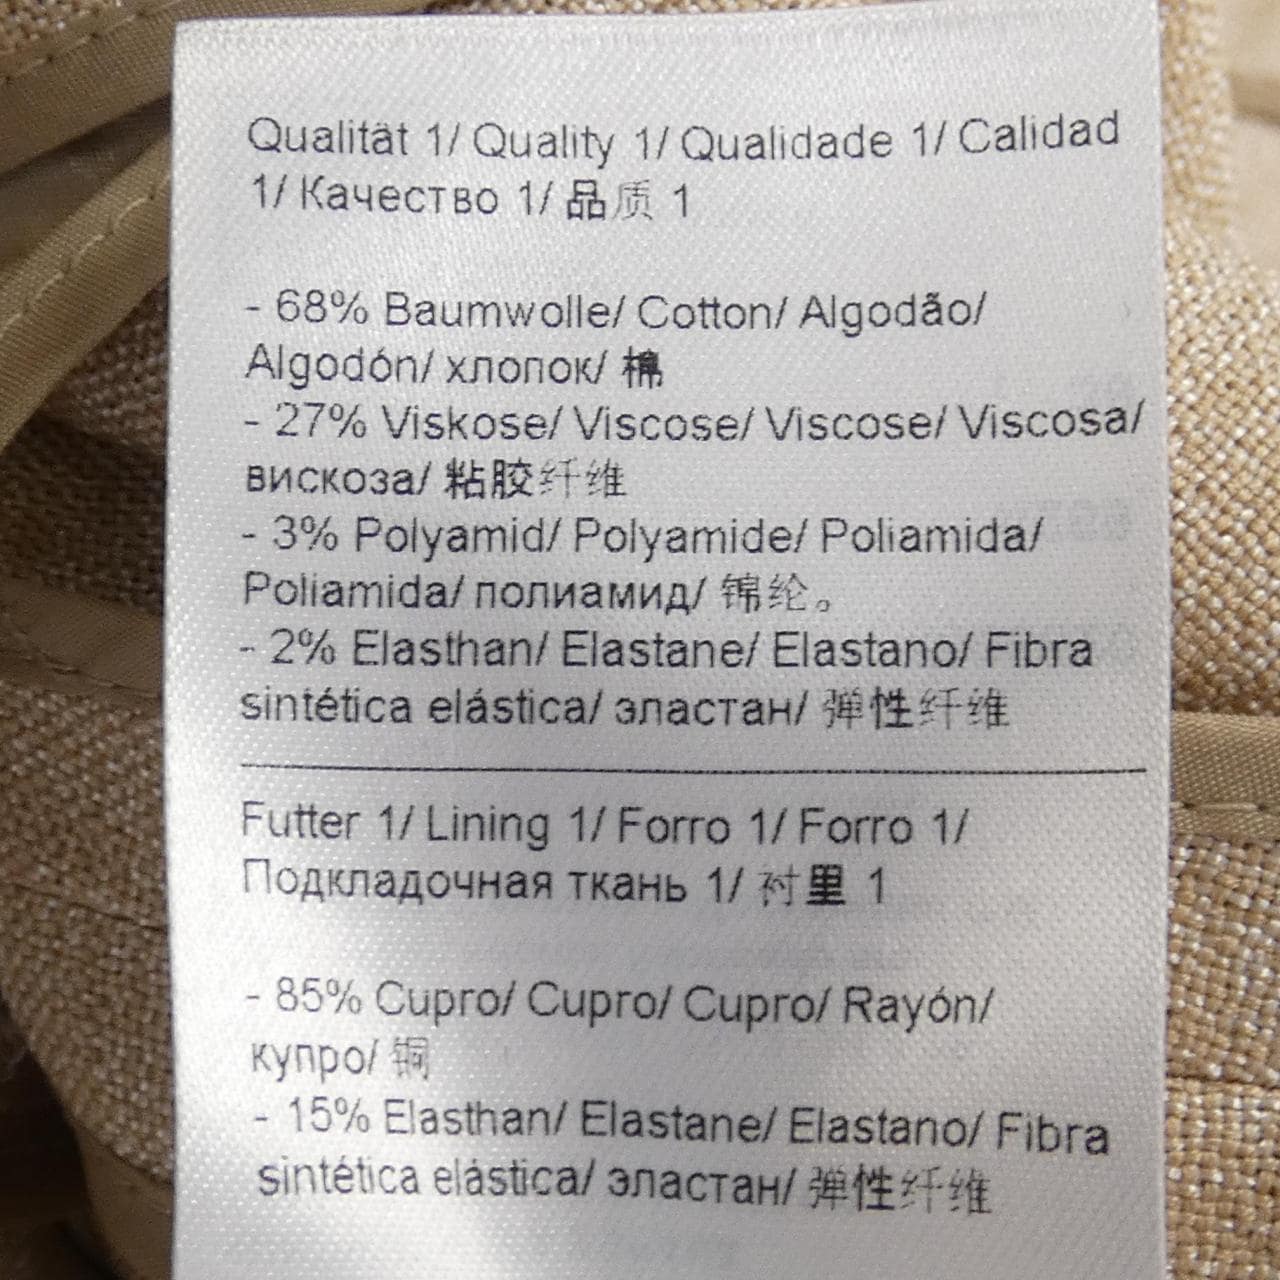 Qualität 1/ Quality 1/ Qualidade 1/ Calidad
1/ Качество 1/ 品质 1
- 68% Baumwolle/ Cotton/ Algodão/
Algodón/ хлопок/ 棉
- 27% Viskose/ Viscose/ Viscose/ Viscosa/
вискоза/ 粘胶纤维
- 3% Polyamid/ Polyamide/ Poliamida/
Poliamida/ полиамид/ 锦纶。
- 2% Elasthan/ Elastane/ Elastano/ Fibra
sintética elástica/ эластан/ 弹性纤维
Futter 1/ Lining 1/ Forro 1/ Forro 1/
Подкладочная ткань 1/ 衬里 1
- 85% Cupro/ Cupro/ Cupro/ Rayón/
купро/ 铜
- 15% Elasthan/ Elastane/ Elastano/ Fibra
sintética elástica/ эластан/ 弹性纤维